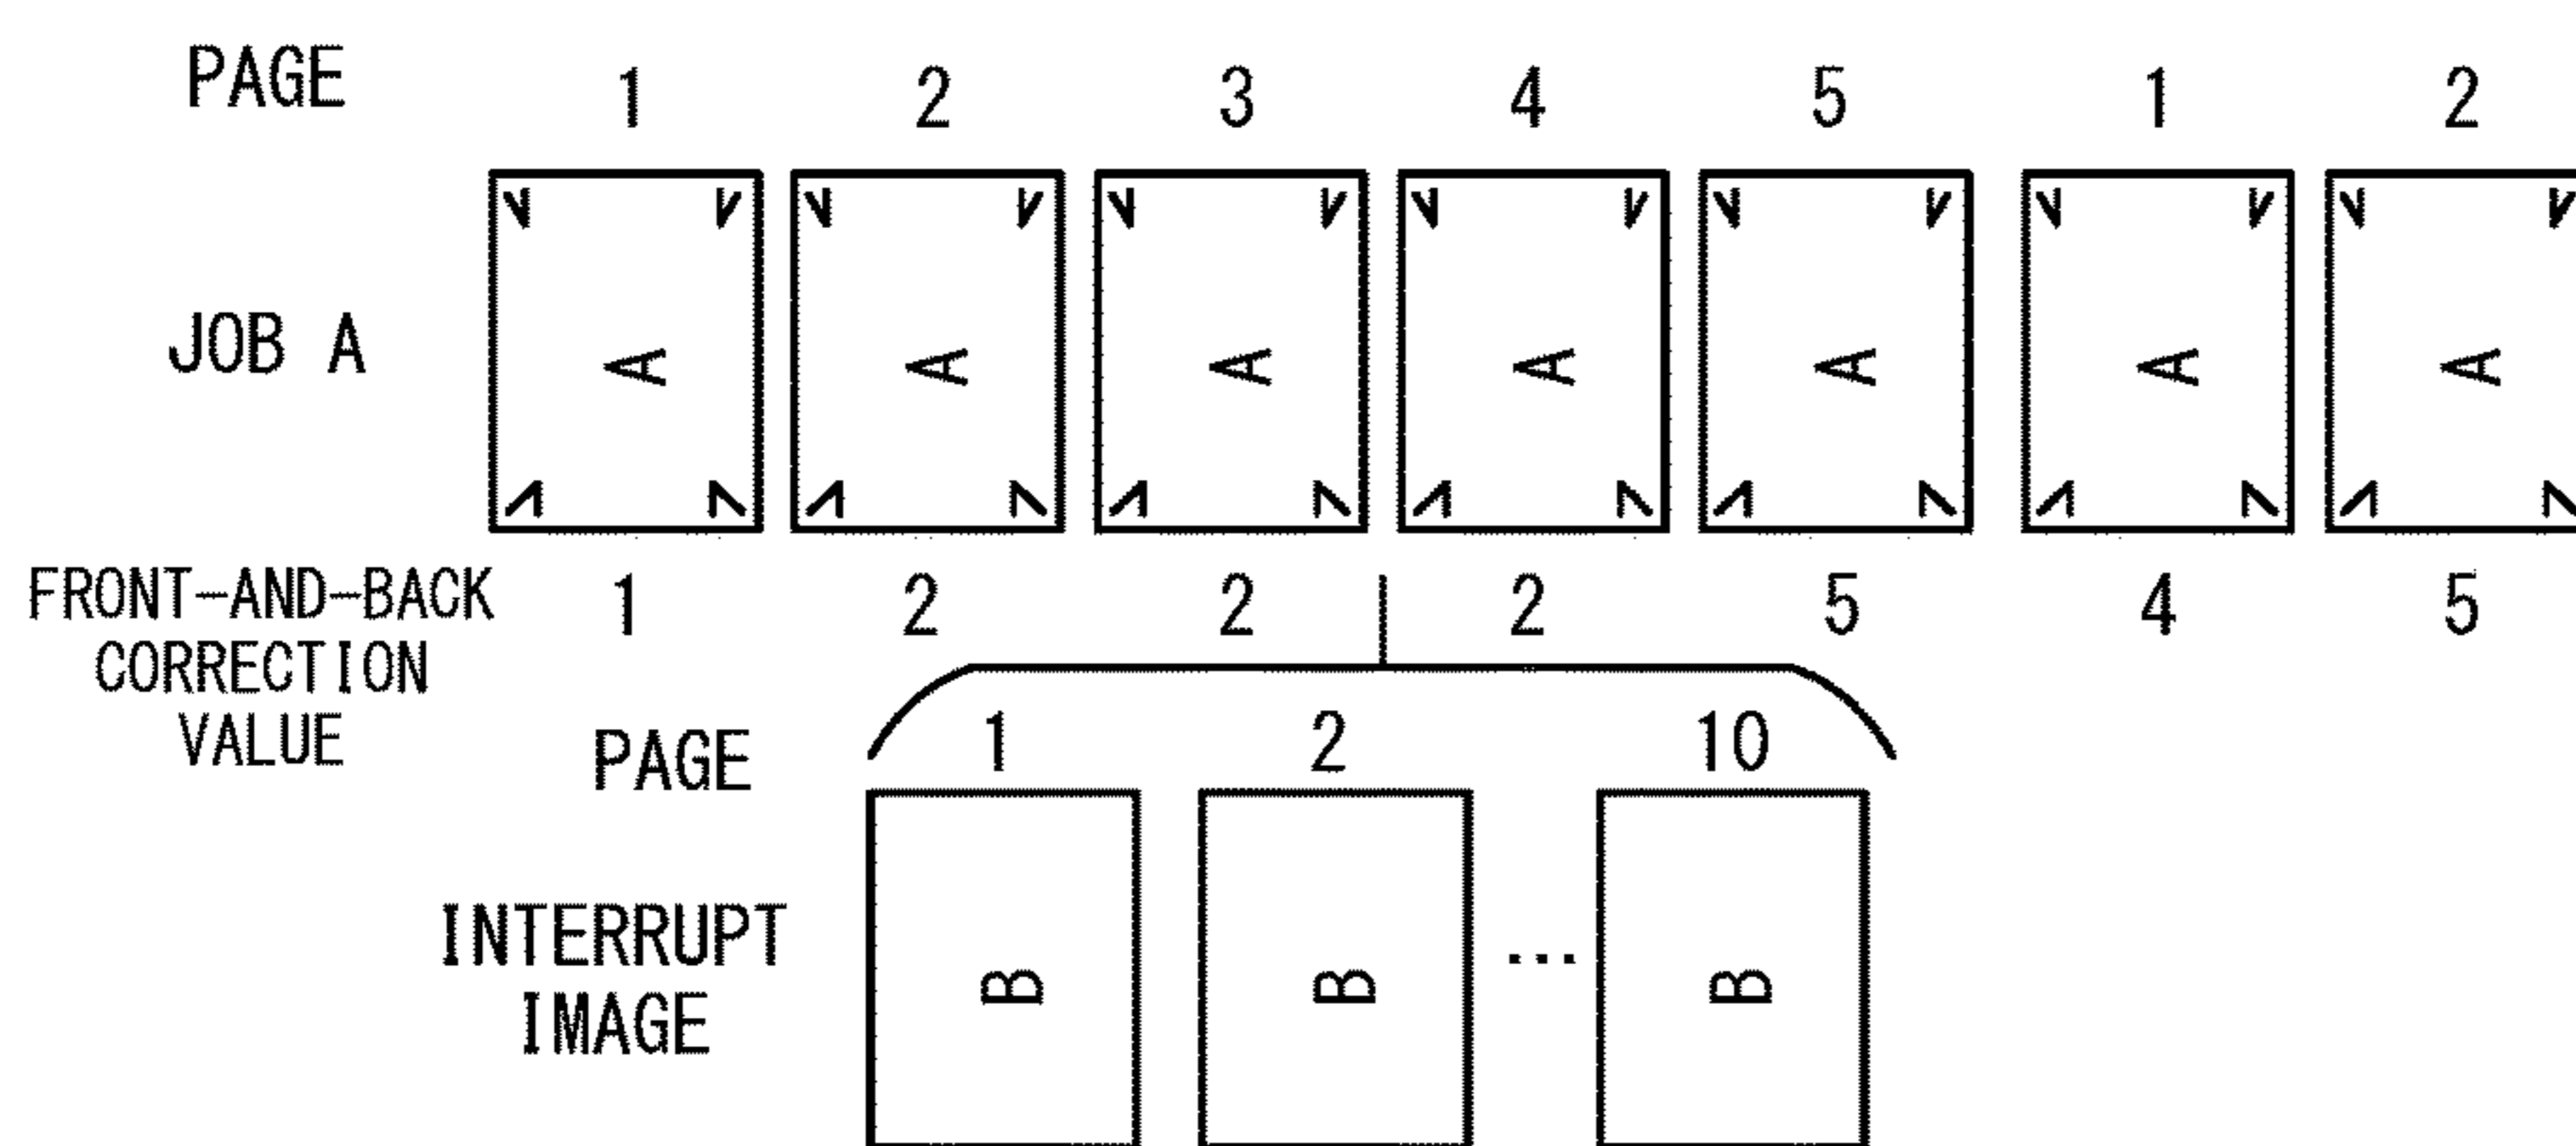 PAGE 1 2 3 4 5 1 2
JOB A A A A A A A A
FRONT-AND-BACK CORRECTION VALUE 1 2 2 2 5 4 5
PAGE 1 2 10
INTERRUPT IMAGE B B ... B